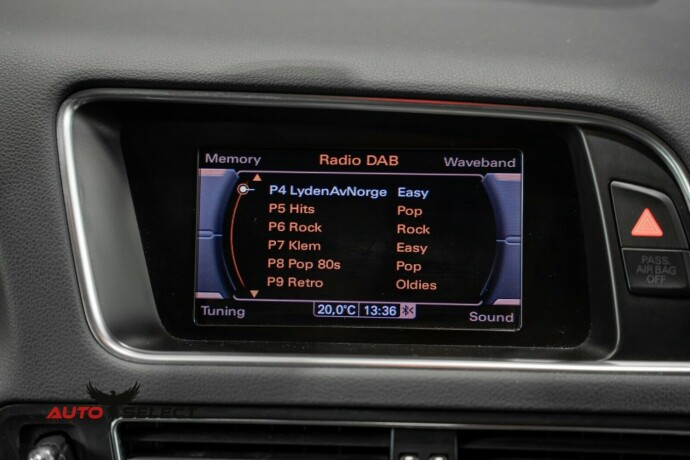 Memory Radio DAB Waveband
P4 LydenAvNorge Easy
P5 Hits Pop
P6 Rock Rock
P7 Klem Easy
P8 Pop 80s Pop
P9 Retro Oldies
Tuning 20,0°C 13:36 Sound
PASS.
AIR BAG
OFF
AUTO SELECT